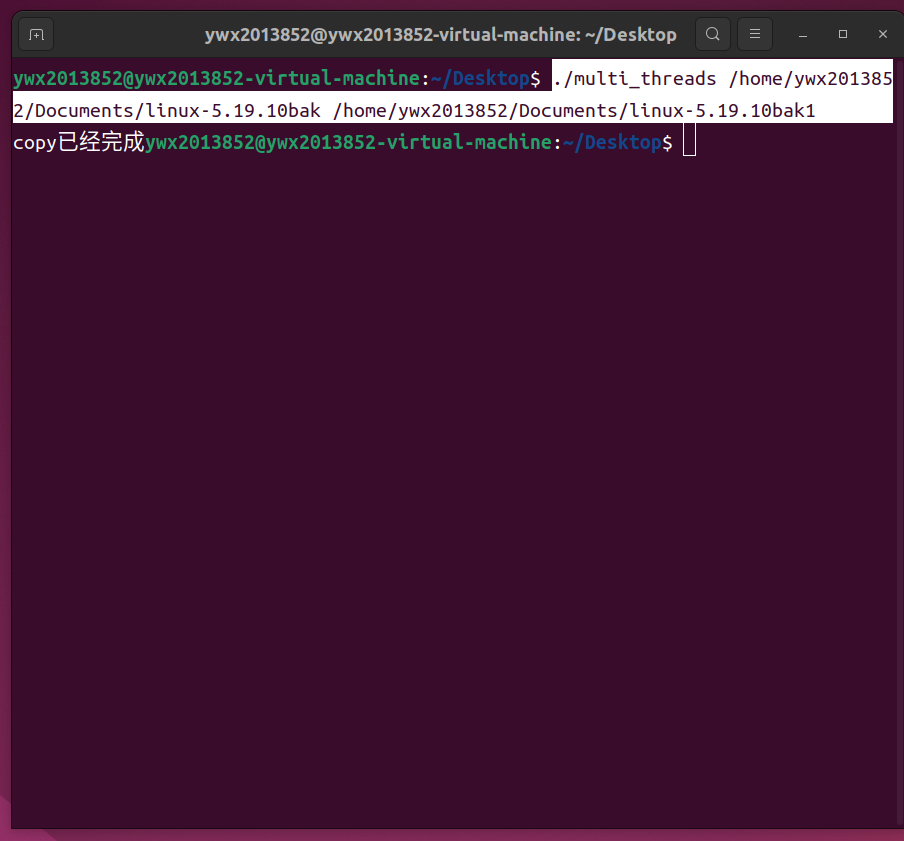 ywx2013852@ywx2013852-virtual-machine: ~/Desktop
ywx2013852@ywx2013852-virtual-machine:~/Desktop$ ./multi_threads /home/ywx201385
2/Documents/linux-5.19.10bak /home/ywx2013852/Documents/linux-5.19.10bak1
copy已经完成ywx2013852@ywx2013852-virtual-machine:~/Desktop$